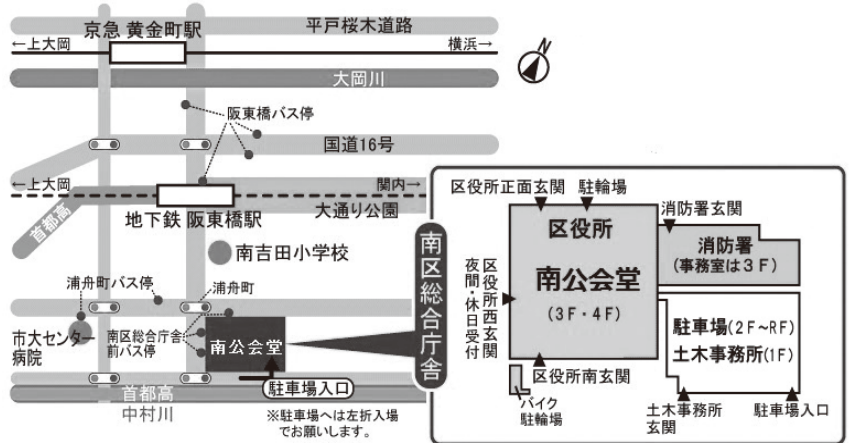 平戸桜木道路
京急 黄金町駅
←上大岡
横浜→
N
大岡川
阪東橋バス停
国道16号
←上大岡
関内→
首都高
地下鉄 阪東橋駅
大通り公園
南吉田小学校
浦舟町バス停
浦舟町
市大センター
病院
南区総合庁舎
前バス停
南公会堂
駐車場入口
首都高
中村川
※駐車場へは左折入場
でお願いします。
南区総合庁舎
区役所正面玄関
駐輪場
消防署玄関
区役所
消防署
(事務室は3F)
南公会堂
(3F・4F)
区役所西玄関
夜間・休日受付
駐車場(2F~RF)
土木事務所(1F)
区役所南玄関
バイク
駐輪場
土木事務所
玄関
駐車場入口